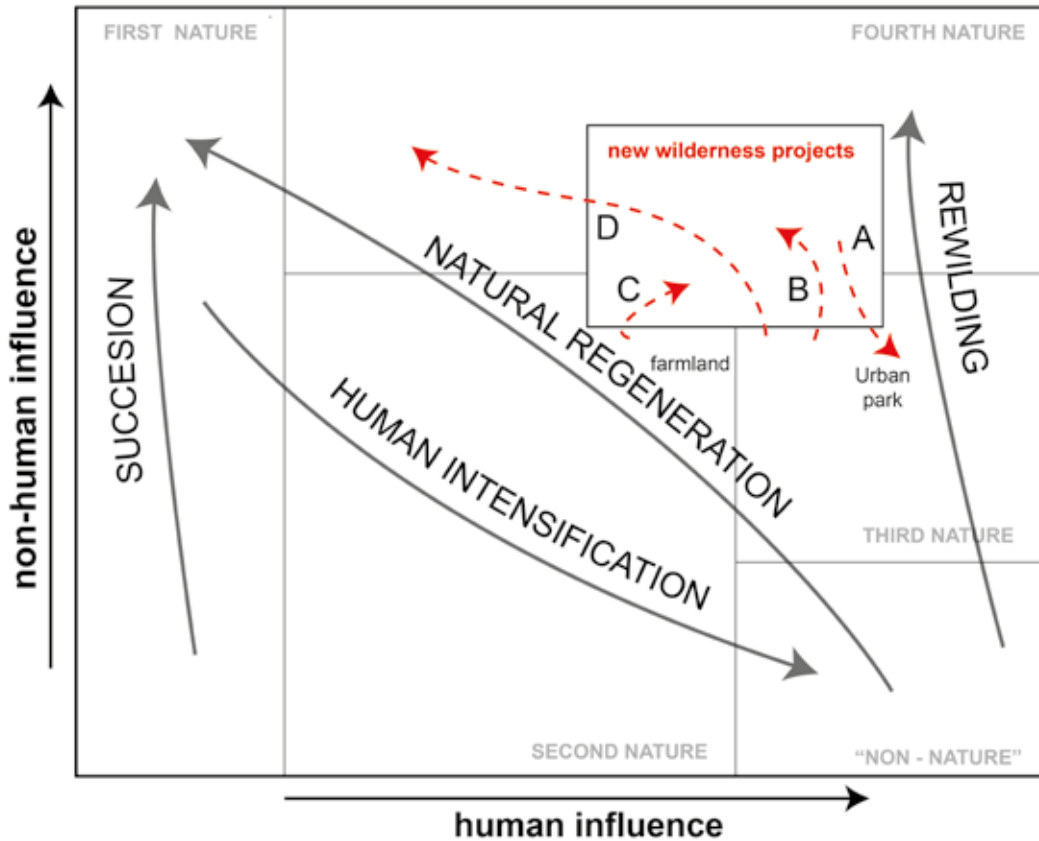 FIRST NATURE
FOURTH NATURE
new wilderness projects
D
A
C
B
farmland
Urban
park
SUCCESION
NATURAL REGENERATION
HUMAN INTENSIFICATION
REWILDING
THIRD NATURE
SECOND NATURE
“NON - NATURE”
non-human influence
human influence